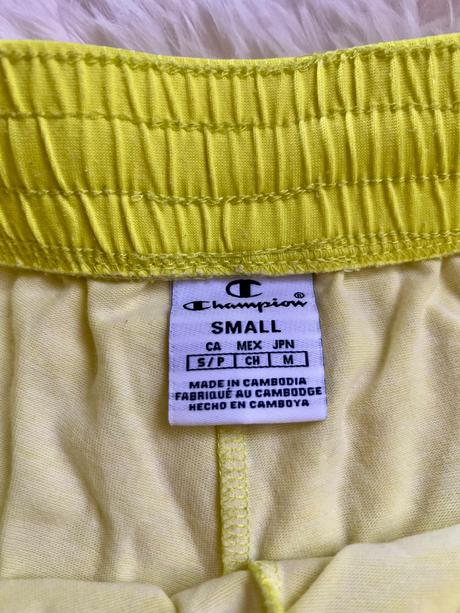 Champion®
SMALL
CA MEX JPN
S/P CH M
MADE IN CAMBODIA
FABRIQUÉ AU CAMBODGE
HECHO EN CAMBOYA